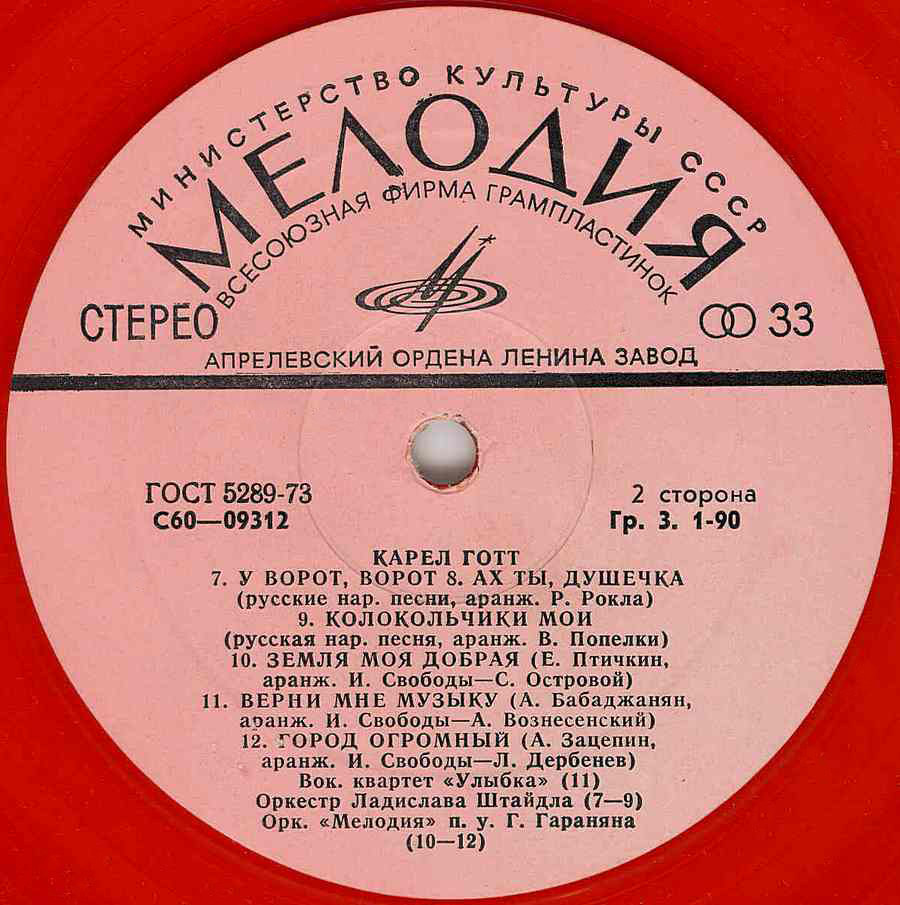 МИНИСТЕРСТВО КУЛЬТУРЫ СССР
МЕЛОДИЯ
ВСЕСОЮЗНАЯ ФИРМА ГРАМПЛАСТИНОК
СТЕРЕО
33
АПРЕЛЕВСКИЙ ОРДЕНА ЛЕНИНА ЗАВОД
ГОСТ 5289-73
С60—09312
2 сторона
Гр. 3. 1-90
КАРЕЛ ГОТТ
7. У ВОРОТ, ВОРОТ 8. АХ ТЫ, ДУШЕЧКА
(русские нар. песни, аранж. Р. Рокла)
9. КОЛОКОЛЬЧИКИ МОИ
(русская нар. песня, аранж. В. Попелки)
10. ЗЕМЛЯ МОЯ ДОБРАЯ (Е. Птичкин,
аранж. И. Свободы—С. Островой)
11. ВЕРНИ МНЕ МУЗЫКУ (А. Бабаджанян,
аранж. И. Свободы—А. Вознесенский)
12. ГОРОД ОГРОМНЫЙ (А. Зацепин,
аранж. И. Свободы—Л. Дербенев)
Вок. квартет «Улыбка» (11)
Оркестр Ладислава Штайдла (7—9)
Орк. «Мелодия» п. у. Г. Гараняна
(10—12)